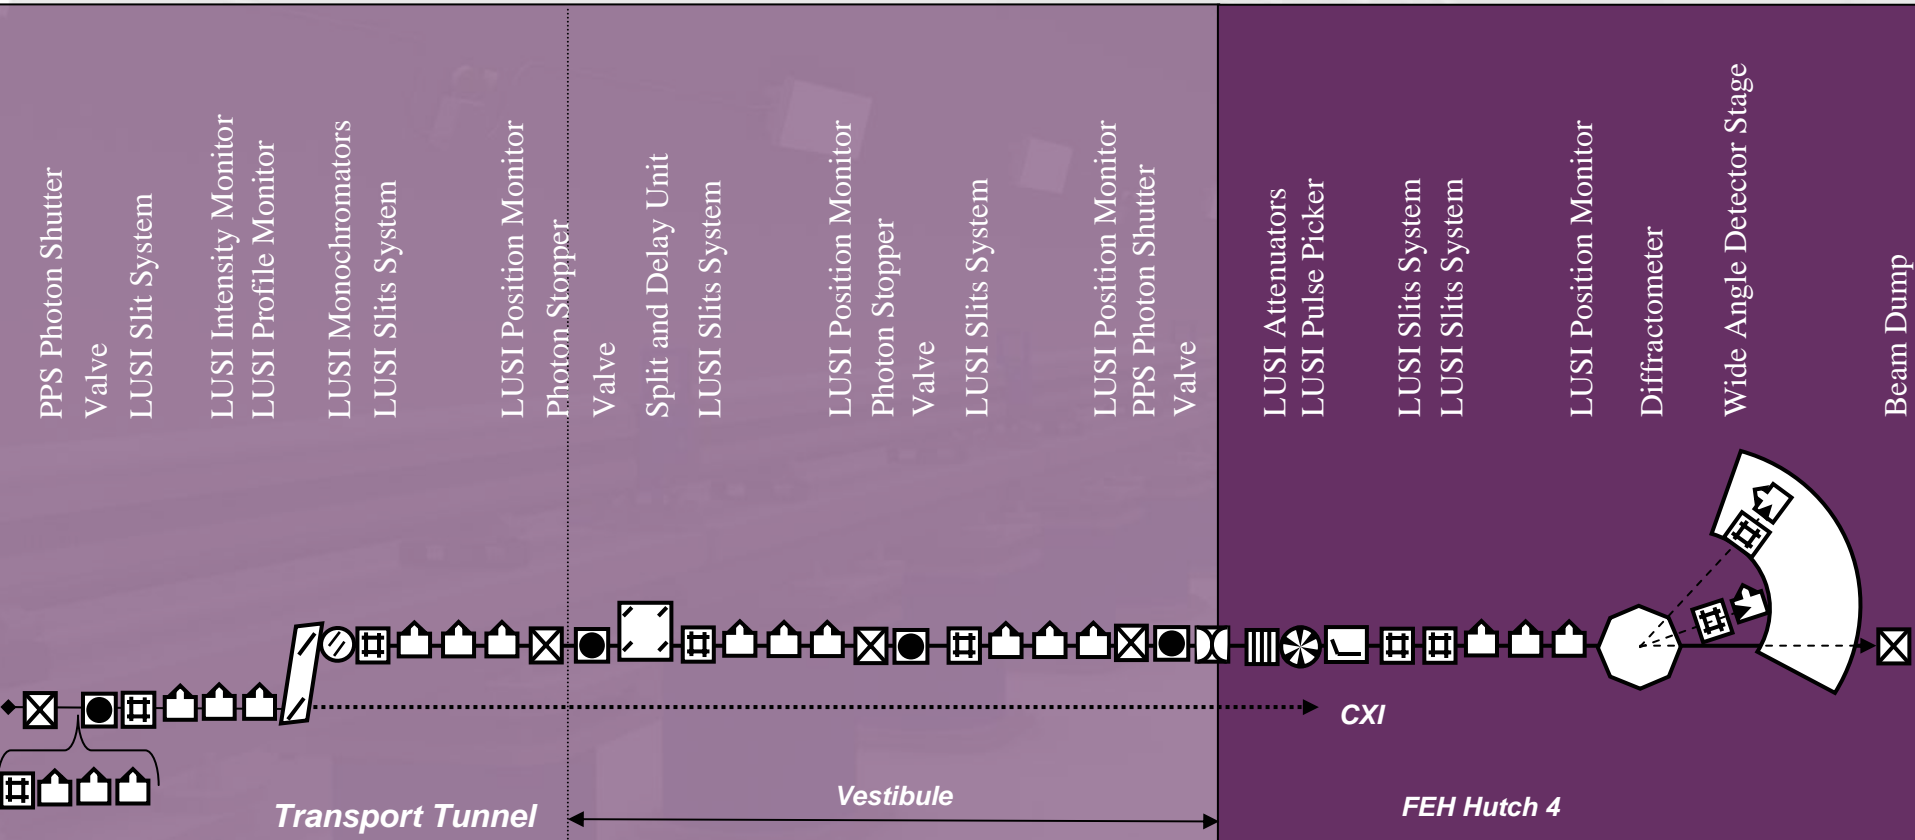 PPS Photon Shutter
Valve
LUSI Slit System
LUSI Intensity Monitor
LUSI Profile Monitor
LUSI Monochromators
LUSI Slits System
LUSI Position Monitor
Photon Stopper
Valve
Split and Delay Unit
LUSI Slits System
LUSI Position Monitor
Photon Stopper
Valve
LUSI Slits System
LUSI Position Monitor
PPS Photon Shutter
Valve
LUSI Attenuators
LUSI Pulse Picker
LUSI Slits System
LUSI Slits System
LUSI Position Monitor
Diffractometer
Wide Angle Detector Stage
Beam Dump
CXI
Transport Tunnel
Vestibule
FEH Hutch 4